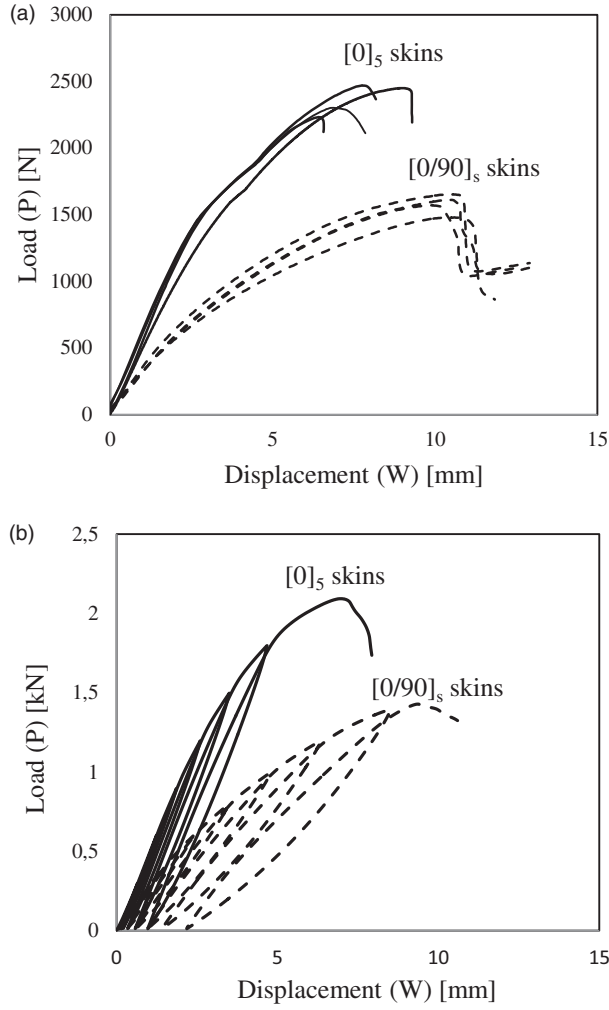 (a)
3000
2500
2000
1500
1000
500
0
Load (P) [N]
[0]₅ skins
[0/90]ₛ skins
0 5 10 15
Displacement (W) [mm]
(b)
2,5
2
1.5
1
0.5
0
Load (P) [kN]
[0]₅ skins
[0/90]ₛ skins
0 5 10 15
Displacement (W) [mm]